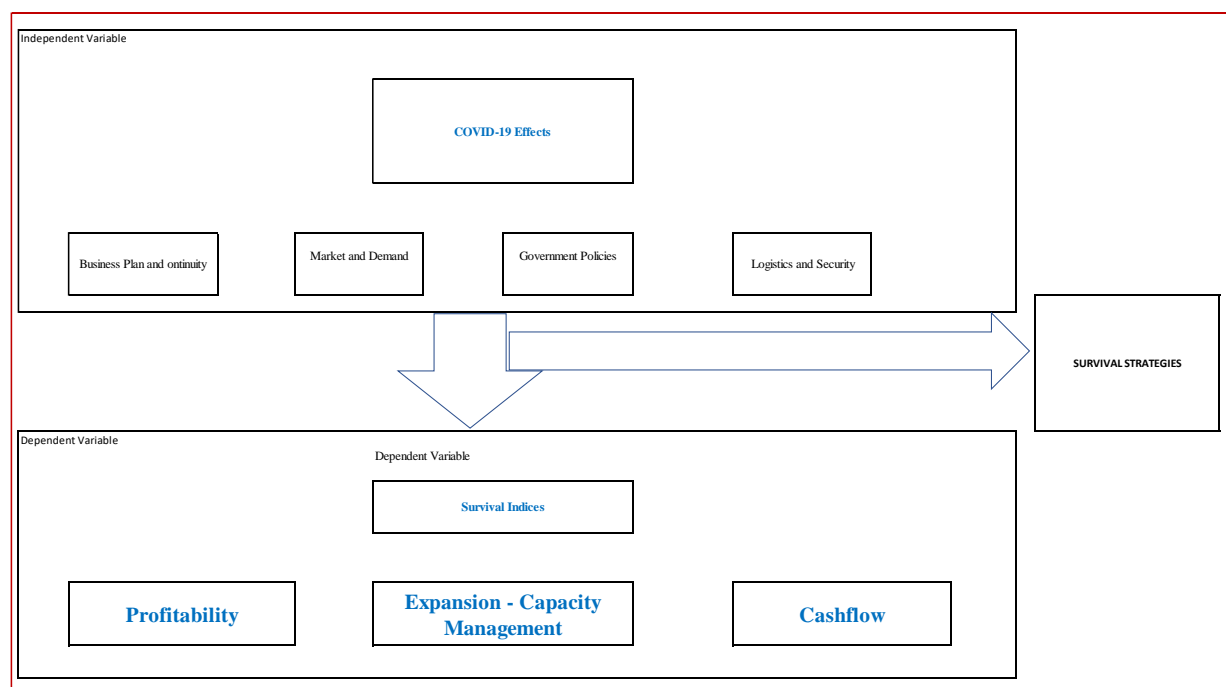 Independent Variable
COVID-19 Effects
Business Plan and ontinuity
Market and Demand
Government Policies
Logistics and Security
SURVIVAL STRATEGIES
Dependent Variable
Dependent Variable
Survival Indices
Profitability
Expansion - Capacity
Management
Cashflow